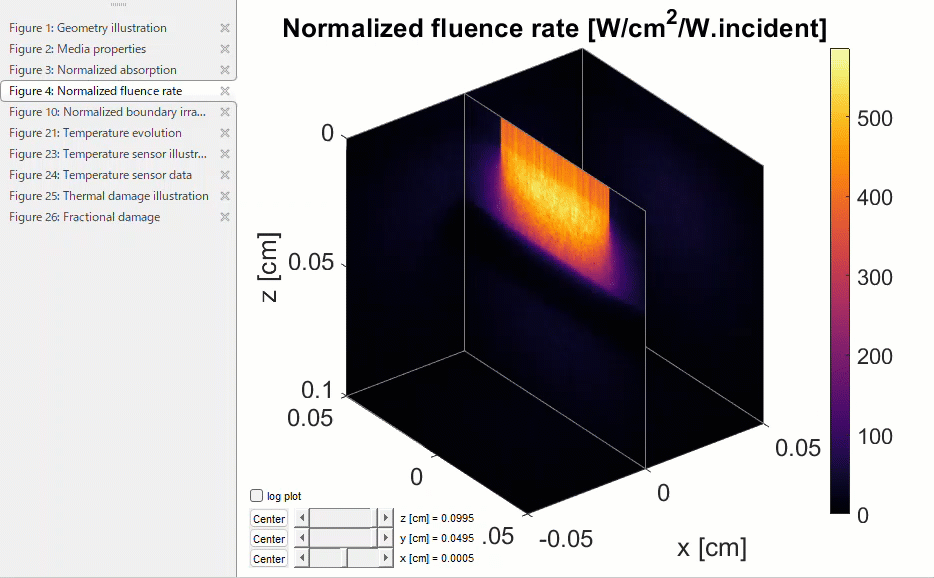 Figure 1: Geometry illustration
Figure 2: Media properties
Figure 3: Normalized absorption
Figure 4: Normalized fluence rate
Figure 10: Normalized boundary irra...
Figure 21: Temperature evolution
Figure 23: Temperature sensor illustr...
Figure 24: Temperature sensor data
Figure 25: Thermal damage illustration
Figure 26: Fractional damage
Normalized fluence rate [W/cm²/W.incident]
0
0.05
0.1
z [cm]
0.05
0
.05
-0.05
0
0.05
x [cm]
500
400
300
200
100
0
log plot
Center z [cm] = 0.0995
Center y [cm] = 0.0495
Center x [cm] = 0.0005